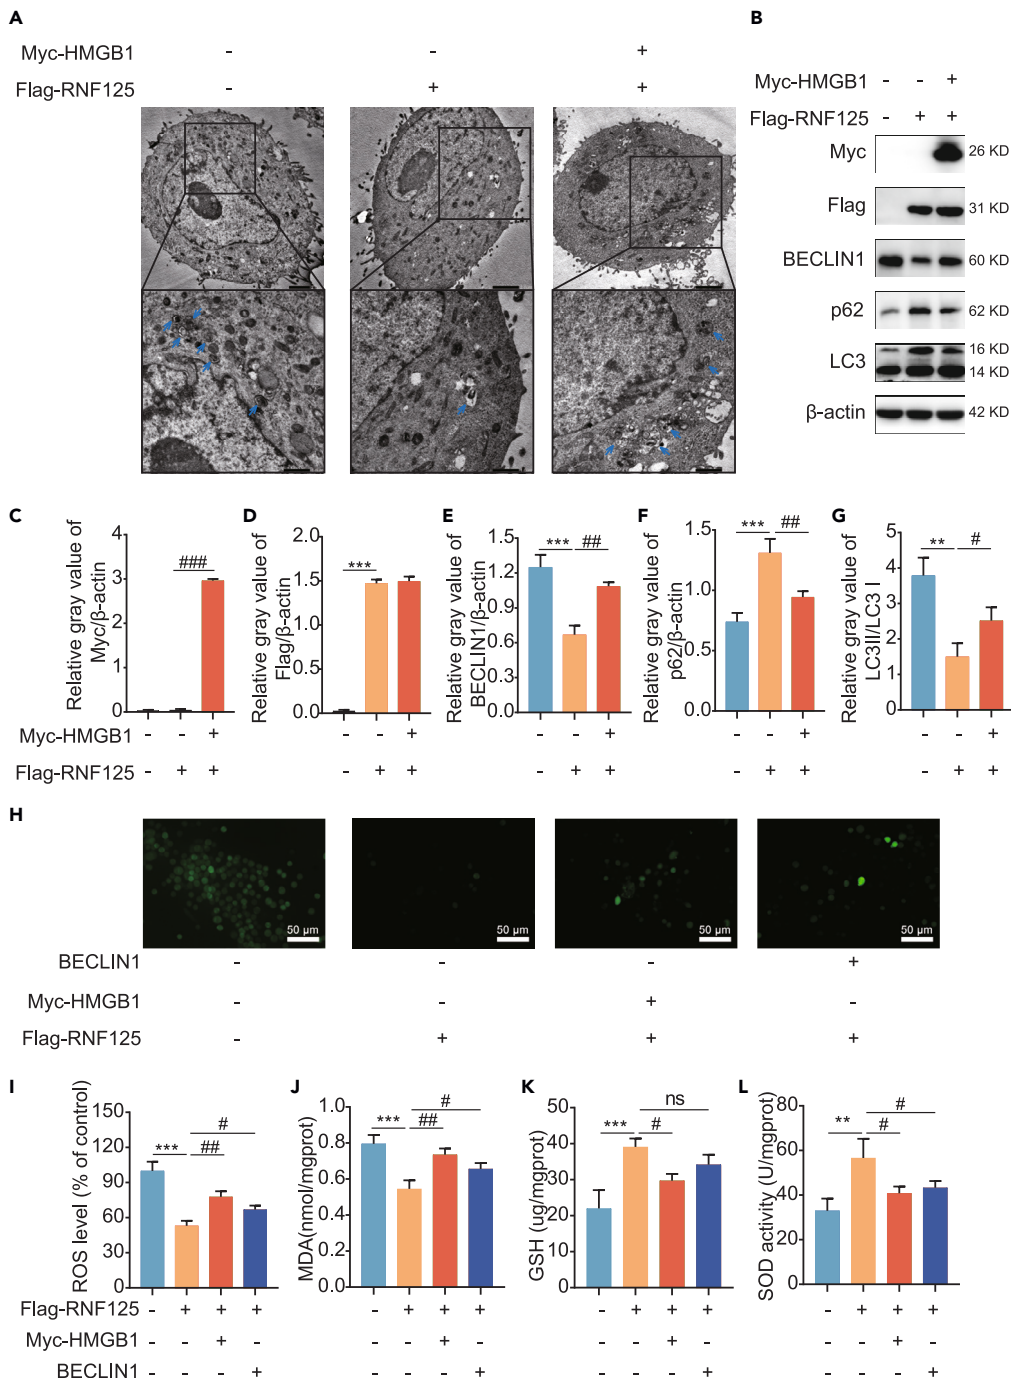 A
Myc-HMGB1 - - +
Flag-RNF125 - + +
B
Myc-HMGB1 - - +
Flag-RNF125 - + +
Myc 26 KD
Flag 31 KD
BECLIN1 60 KD
p62 62 KD
LC3 16 KD
14 KD
β-actin 42 KD
C
Relative gray value of
Myc/β-actin
4
3
2
1
0
###
D
Relative gray value of
Flag/β-actin
2.0
1.5
1.0
0.5
0.0
***
E
Relative gray value of
BECLIN1/β-actin
1.2
0.9
0.6
0.3
0.0
*** ##
F
Relative gray value of
p62/β-actin
1.5
1.0
0.5
0.0
*** ##
G
Relative gray value of
LC3II/LC3 I
5
4
3
2
1
0
** #
Myc-HMGB1 - - + - - + - - + - - + - - +
Flag-RNF125 - + + - + + - + + - + + - + +
H
50 µm 50 µm 50 µm 50 µm
BECLIN1 - - - +
Myc-HMGB1 - - + -
Flag-RNF125 - + + +
I
ROS level (% of control)
150
120
90
60
30
0
*** ##
#
J
MDA(nmol/mgprot)
1.0
0.8
0.6
0.4
0.2
0.0
*** ##
#
K
GSH (ug/mgprot)
50
40
30
20
10
0
*** #
ns
L
SOD activity (U/mgprot)
80
60
40
20
0
** #
#
Flag-RNF125 - + + + - + + + - + + + - + + +
Myc-HMGB1 - - + - - - + - - - + - - - + -
BECLIN1 - - - + - - - + - - - + - - - +